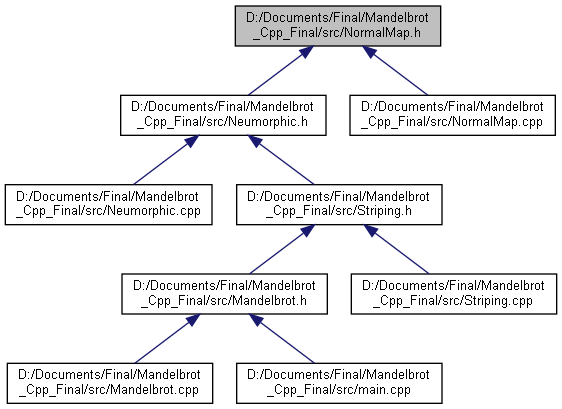 D:/Documents/Final/Mandelbrot
_Cpp_Final/src/NormalMap.h
D:/Documents/Final/Mandelbrot
_Cpp_Final/src/Neumorphic.h
D:/Documents/Final/Mandelbrot
_Cpp_Final/src/NormalMap.cpp
D:/Documents/Final/Mandelbrot
_Cpp_Final/src/Neumorphic.cpp
D:/Documents/Final/Mandelbrot
_Cpp_Final/src/Striping.h
D:/Documents/Final/Mandelbrot
_Cpp_Final/src/Mandelbrot.h
D:/Documents/Final/Mandelbrot
_Cpp_Final/src/Striping.cpp
D:/Documents/Final/Mandelbrot
_Cpp_Final/src/Mandelbrot.cpp
D:/Documents/Final/Mandelbrot
_Cpp_Final/src/main.cpp